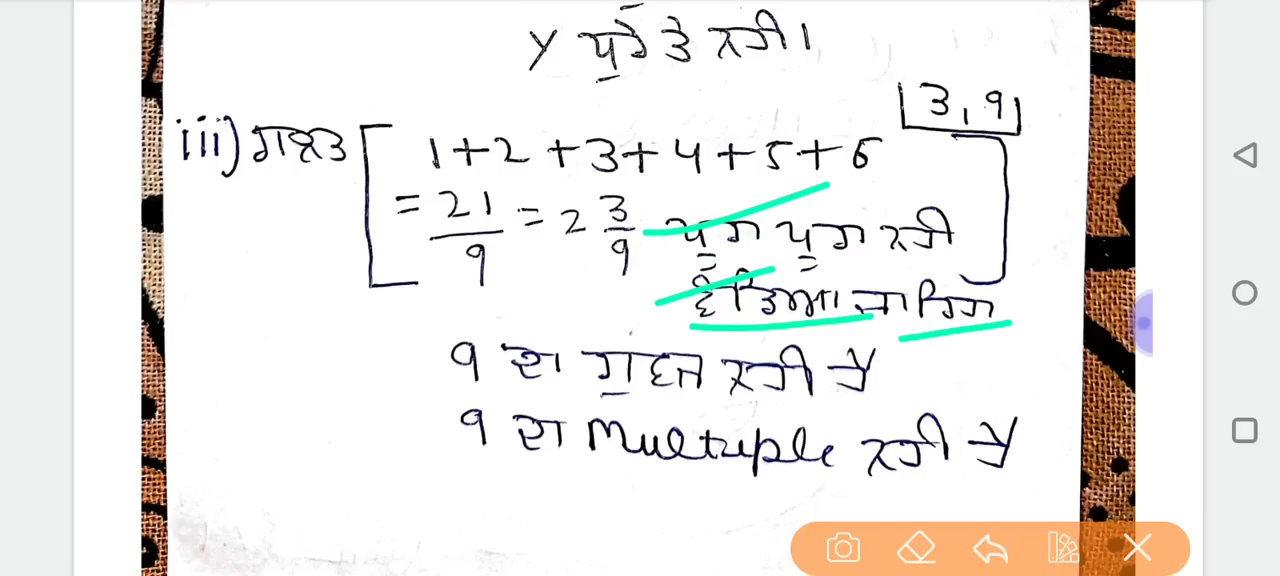 Y ਪੂਰੇ ਤੇ ਨਹੀਂ।
3, 9
iii) ਗਲਤ [ 1+2+3+4+5+6
= 21/9 = 2 3/9 ਪੂਰਾ ਪੂਰਾ ਨਹੀਂ
ਵੰਡਿਆ ਜਾ ਰਿਹਾ ]
9 ਦਾ ਗੁਣਜ ਨਹੀਂ ਹੈ
9 ਦਾ Multiple ਨਹੀਂ ਹੈ